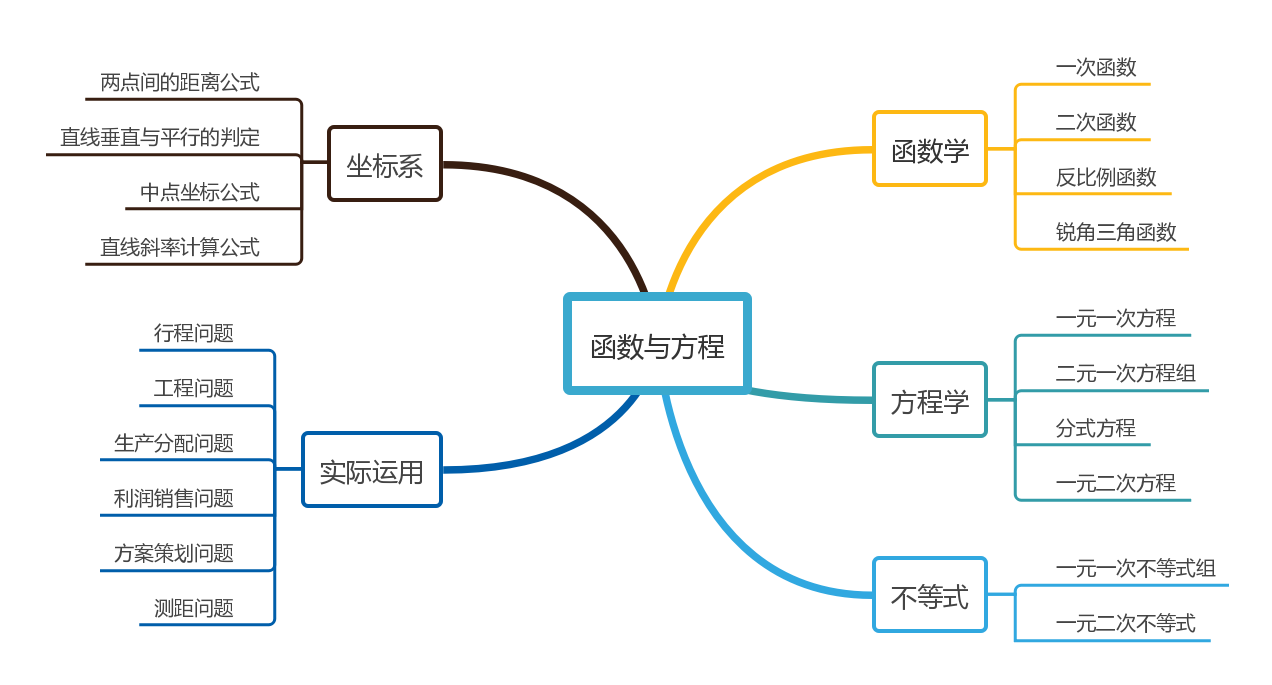 函数与方程
函数学
一次函数
二次函数
反比例函数
锐角三角函数
方程学
一元一次方程
二元一次方程组
分式方程
一元二次方程
不等式
一元一次不等式组
一元二次不等式
坐标系
两点间的距离公式
直线垂直与平行的判定
中点坐标公式
直线斜率计算公式
实际运用
行程问题
工程问题
生产分配问题
利润销售问题
方案策划问题
测距问题